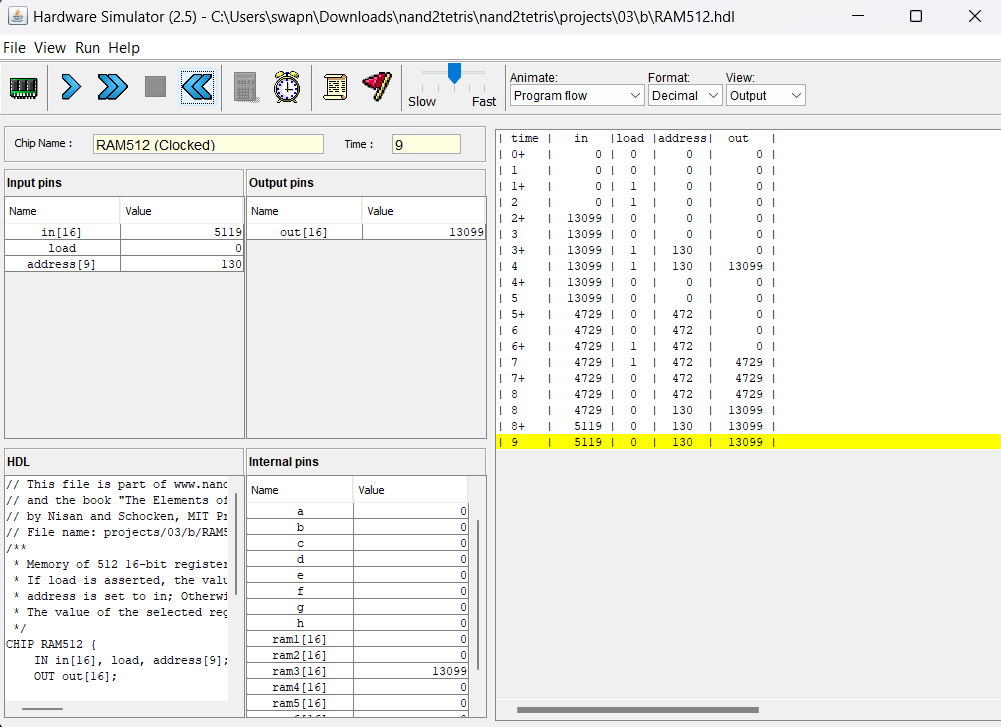 Hardware Simulator (2.5) - C:\Users\swapn\Downloads\nand2tetris\nand2tetris\projects\03\b\RAM512.hdl
File View Run Help
Slow Fast
Animate: Format: View:
Program flow Decimal Output
Chip Name : RAM512 (Clocked) Time : 9
Input pins
Name Value
in[16] 5119
load 0
address[9] 130
Output pins
Name Value
out[16] 13099
HDL
// This file is part of www.nand
// and the book "The Elements of
// by Nisan and Schocken, MIT Pr
// File name: projects/03/b/RAM5
/**
* Memory of 512 16-bit register
* If load is asserted, the valu
* address is set to in; Otherwi
* The value of the selected reg
*/
CHIP RAM512 {
IN in[16], load, address[9];
OUT out[16];
Internal pins
Name Value
a 0
b 0
c 0
d 0
e 0
f 0
g 0
h 0
ram1[16] 0
ram2[16] 0
ram3[16] 13099
ram4[16] 0
ram5[16] 0
| time | in |load |address| out |
| 0+ | 0 | 0 | 0 | 0 |
| 1 | 0 | 0 | 0 | 0 |
| 1+ | 0 | 1 | 0 | 0 |
| 2 | 0 | 1 | 0 | 0 |
| 2+ | 13099 | 0 | 0 | 0 |
| 3 | 13099 | 0 | 0 | 0 |
| 3+ | 13099 | 1 | 130 | 0 |
| 4 | 13099 | 1 | 130 | 13099 |
| 4+ | 13099 | 0 | 0 | 0 |
| 5 | 13099 | 0 | 0 | 0 |
| 5+ | 4729 | 0 | 472 | 0 |
| 6 | 4729 | 0 | 472 | 0 |
| 6+ | 4729 | 1 | 472 | 0 |
| 7 | 4729 | 1 | 472 | 4729 |
| 7+ | 4729 | 0 | 472 | 4729 |
| 8 | 4729 | 0 | 472 | 4729 |
| 8 | 4729 | 0 | 130 | 13099 |
| 8+ | 5119 | 0 | 130 | 13099 |
| 9 | 5119 | 0 | 130 | 13099 |